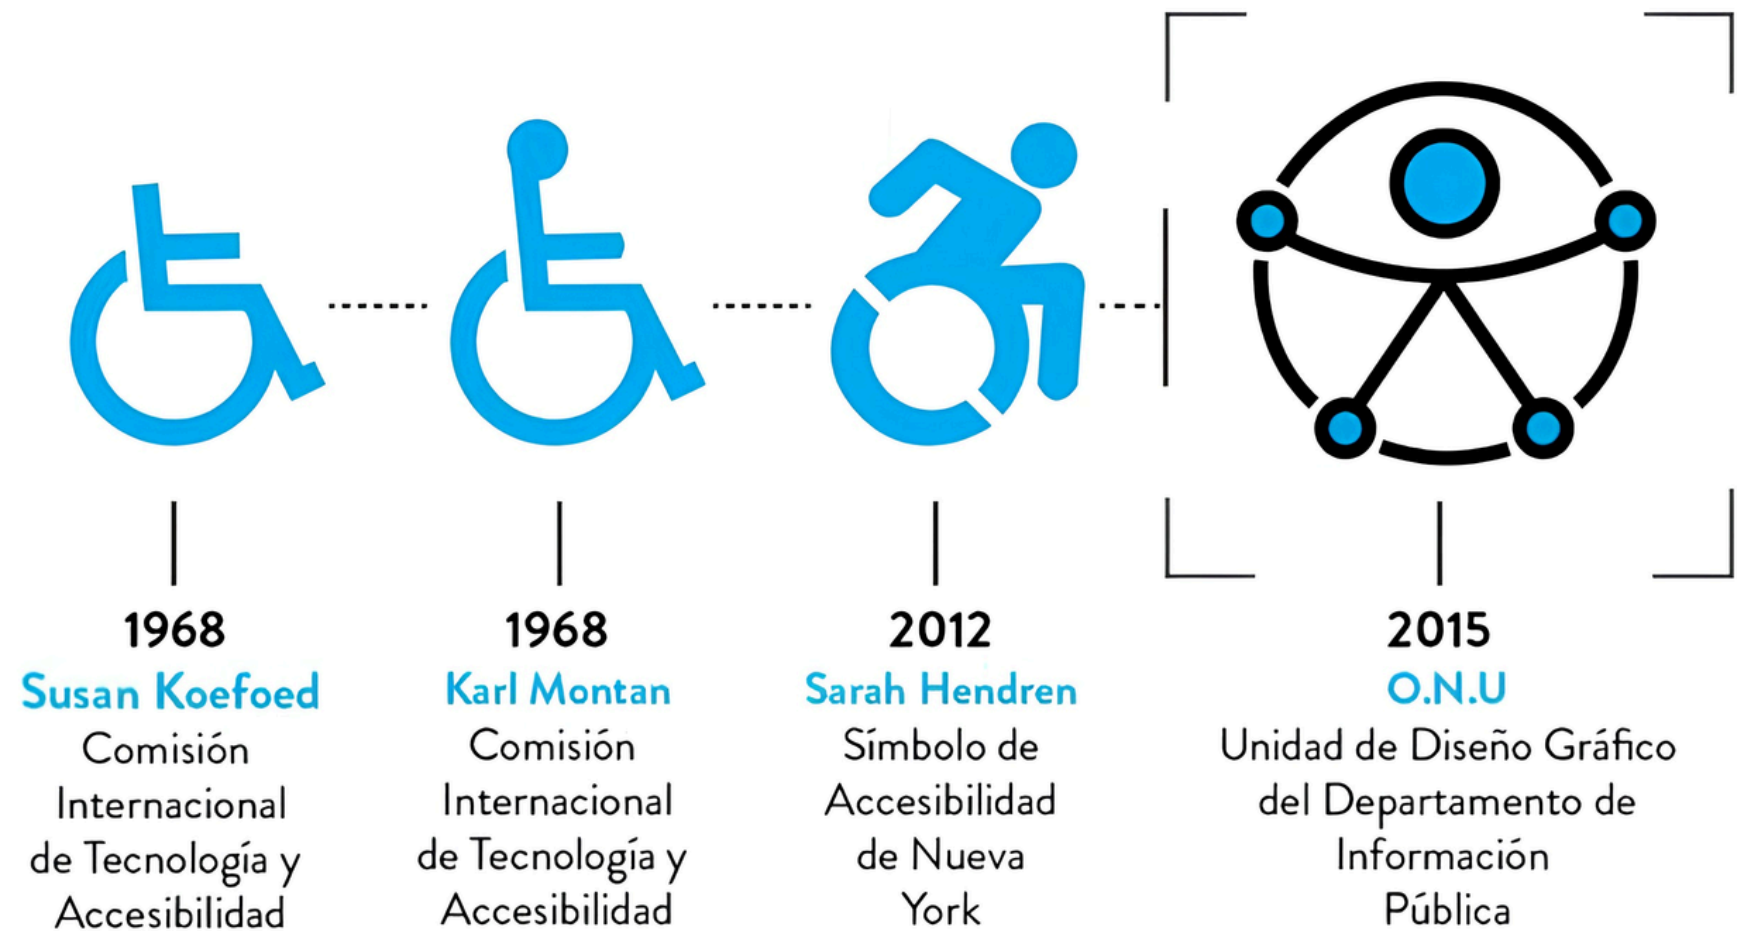 1968
Susan Koefoed
Comisión
Internacional
de Tecnología y
Accesibilidad
1968
Karl Montan
Comisión
Internacional
de Tecnología y
Accesibilidad
2012
Sarah Hendren
Símbolo de
Accesibilidad
de Nueva
York
2015
O.N.U
Unidad de Diseño Gráfico
del Departamento de
Información
Pública